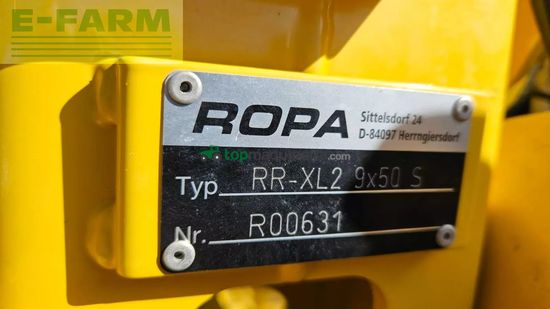 E-FARM
ROPA
Sittelsdorf 24
D-84097 Herrngiersdorf
Typ RR-XL2 9x50 S
Nr. R00631